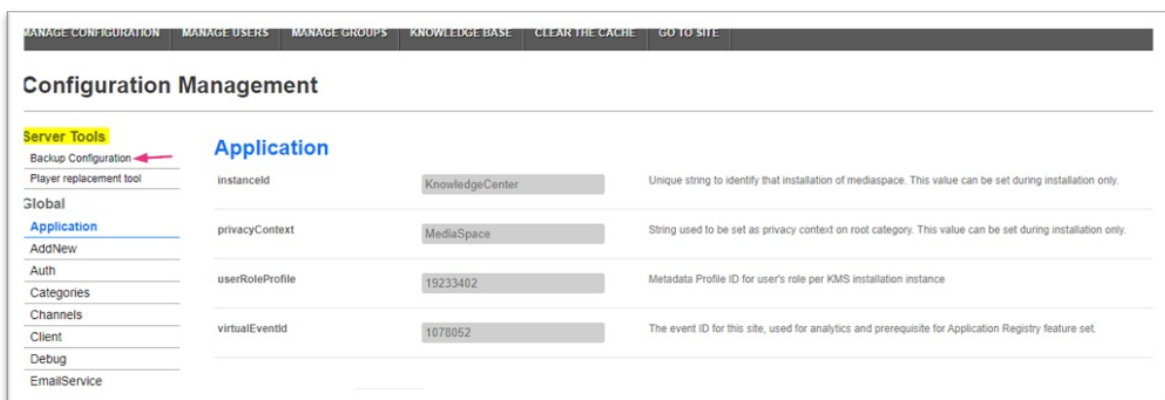 MANAGE CONFIGURATION MANAGE USERS MANAGE GROUPS KNOWLEDGE BASE CLEAR THE CACHE GO TO SITE
Configuration Management
Server Tools
Backup Configuration
Player replacement tool
Global
Application
AddNew
Auth
Categories
Channels
Client
Debug
EmailService
Application
instanceId KnowledgeCenter Unique string to identify that installation of mediaspace. This value can be set during installation only.
privacyContext MediaSpace String used to be set as privacy context on root category. This value can be set during installation only.
userRoleProfile 19233402 Metadata Profile ID for user's role per KMS installation instance
virtualEventId 1078052 The event ID for this site, used for analytics and prerequisite for Application Registry feature set.